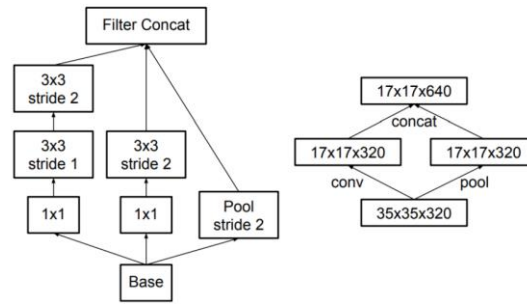 Filter Concat
3x3
stride 2
3x3
stride 1
3x3
stride 2
1x1
1x1
Pool
stride 2
Base
17x17x640
concat
17x17x320
17x17x320
conv
pool
35x35x320